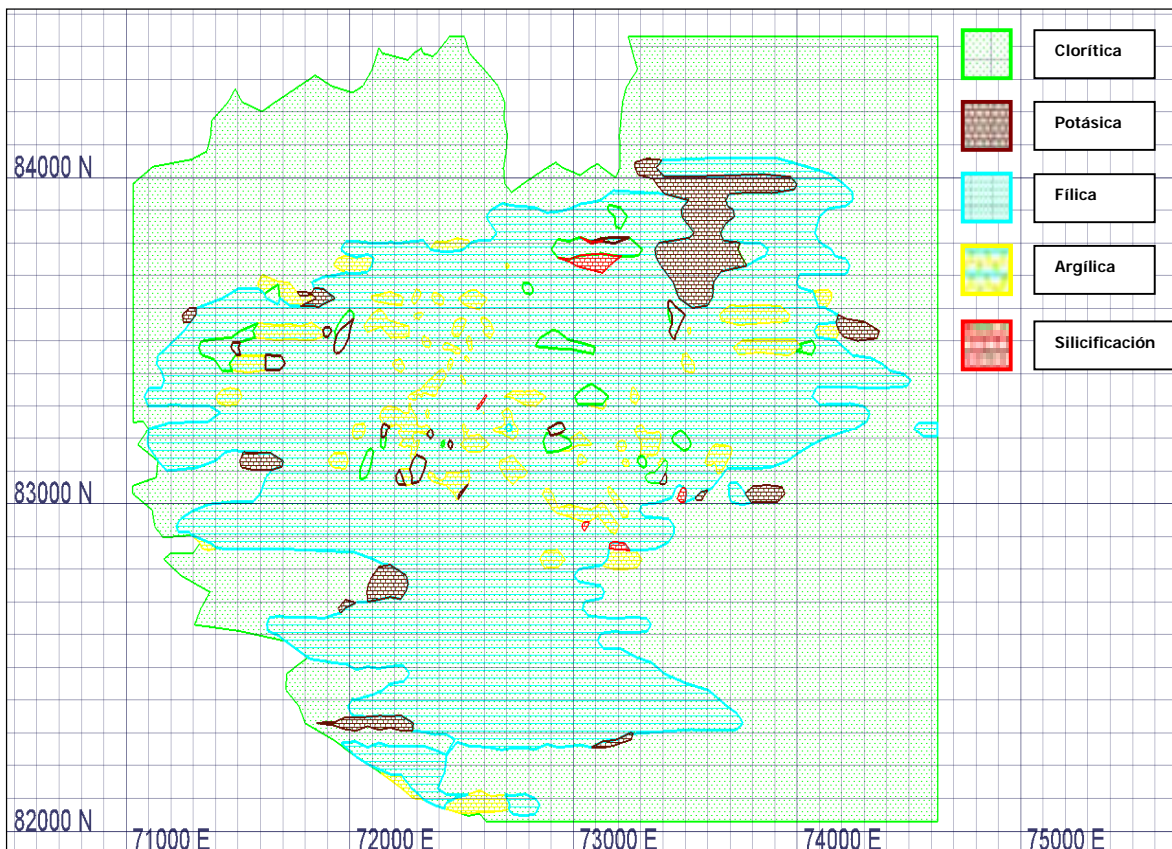 Clorítica
Potásica
84000 N
Fílica
Argílica
Silicificación
83000 N
82000 N
71000 E
72000 E
73000 E
74000 E
75000 E